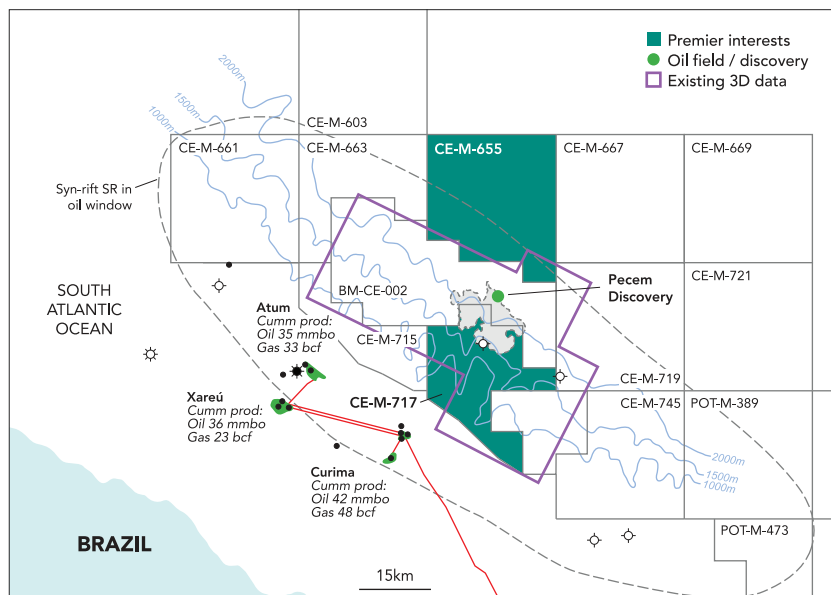 Premier interests
Oil field / discovery
Existing 3D data
2000m
1500m
1000m
CE-M-603
CE-M-661
CE-M-663
CE-M-655
CE-M-667
CE-M-669
Syn-rift SR in
oil window
SOUTH
ATLANTIC
OCEAN
BM-CE-002
Pecem
Discovery
CE-M-721
Atum
Cumm prod:
Oil 35 mmbo
Gas 33 bcf
CE-M-715
CE-M-719
Xareú
Cumm prod:
Oil 36 mmbo
Gas 23 bcf
CE-M-717
CE-M-745
POT-M-389
Curima
Cumm prod:
Oil 42 mmbo
Gas 48 bcf
2000m
1500m
1000m
BRAZIL
POT-M-473
15km